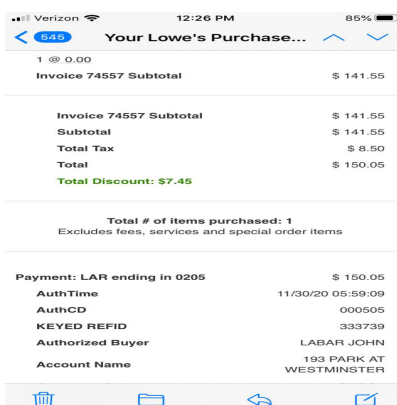 Verizon 12:26 PM 85%
545 Your Lowe's Purchase...
1 @ 0.00
Invoice 74557 Subtotal $ 141.55
Invoice 74557 Subtotal $ 141.55
Subtotal $ 141.55
Total Tax $ 8.50
Total $ 150.05
Total Discount: $7.45
Total # of items purchased: 1
Excludes fees, services and special order items
Payment: LAR ending in 0205 $ 150.05
AuthTime 11/30/20 05:59:09
AuthCD 000505
KEYED REFID 333739
Authorized Buyer LABAR JOHN
Account Name 193 PARK AT
WESTMINSTER